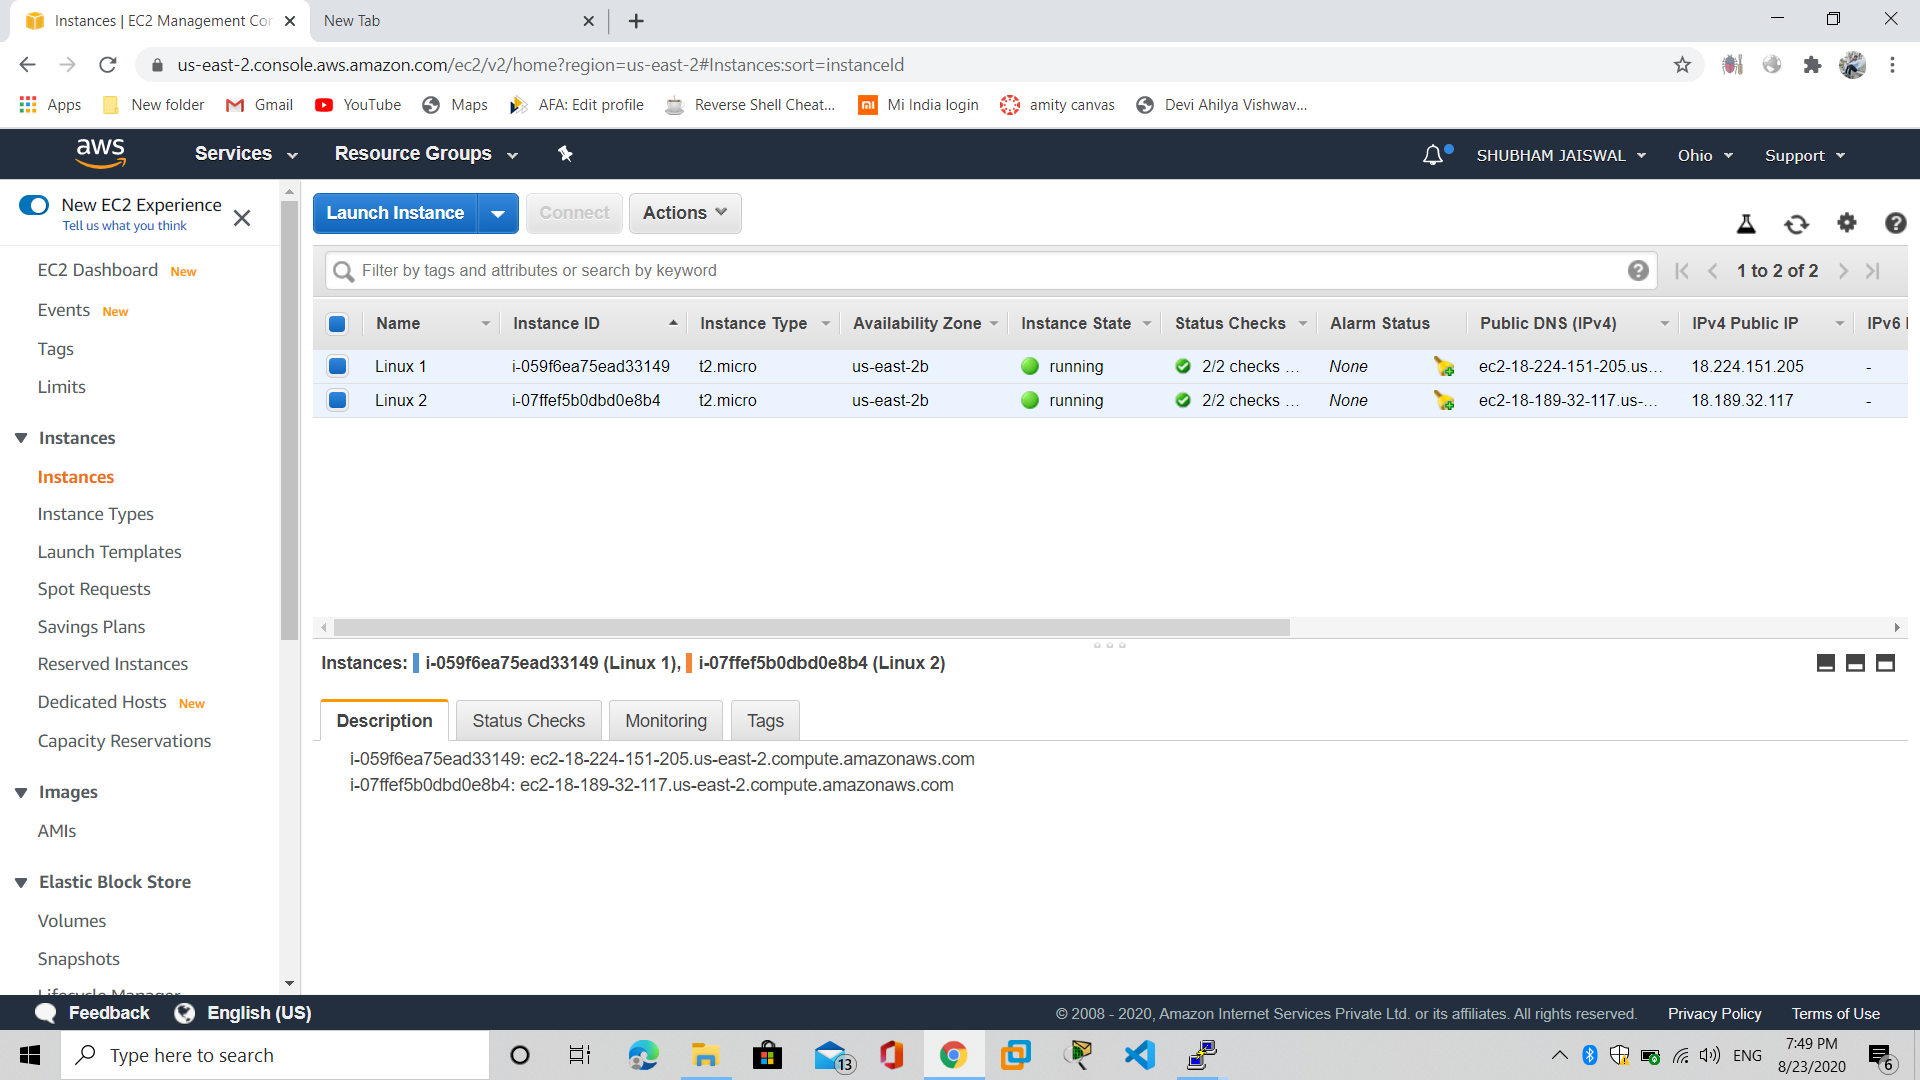 Instances | EC2 Management Con
New Tab
us-east-2.console.aws.amazon.com/ec2/v2/home?region=us-east-2#Instances:sort=instanceId
Apps
New folder
Gmail
YouTube
Maps
AFA: Edit profile
Reverse Shell Cheat...
Mi India login
amity canvas
Devi Ahilya Vishwav...
aws
Services
Resource Groups
SHUBHAM JAISWAL
Ohio
Support
New EC2 Experience
Tell us what you think
EC2 Dashboard New
Events New
Tags
Limits
Instances
Instances
Instance Types
Launch Templates
Spot Requests
Savings Plans
Reserved Instances
Dedicated Hosts New
Capacity Reservations
Images
AMIs
Elastic Block Store
Volumes
Snapshots
Lifecycle Manager
Launch Instance
Connect
Actions
Filter by tags and attributes or search by keyword
1 to 2 of 2
Name Instance ID Instance Type Availability Zone Instance State Status Checks Alarm Status Public DNS (IPv4) IPv4 Public IP IPv6 I
Linux 1 i-059f6ea75ead33149 t2.micro us-east-2b running 2/2 checks ... None ec2-18-224-151-205.us... 18.224.151.205 -
Linux 2 i-07ffef5b0dbd0e8b4 t2.micro us-east-2b running 2/2 checks ... None ec2-18-189-32-117.us-... 18.189.32.117 -
Instances: i-059f6ea75ead33149 (Linux 1), i-07ffef5b0dbd0e8b4 (Linux 2)
Description
Status Checks
Monitoring
Tags
i-059f6ea75ead33149: ec2-18-224-151-205.us-east-2.compute.amazonaws.com
i-07ffef5b0dbd0e8b4: ec2-18-189-32-117.us-east-2.compute.amazonaws.com
Feedback
English (US)
© 2008 - 2020, Amazon Internet Services Private Ltd. or its affiliates. All rights reserved.
Privacy Policy
Terms of Use
Type here to search
13
ENG
7:49 PM
8/23/2020
6